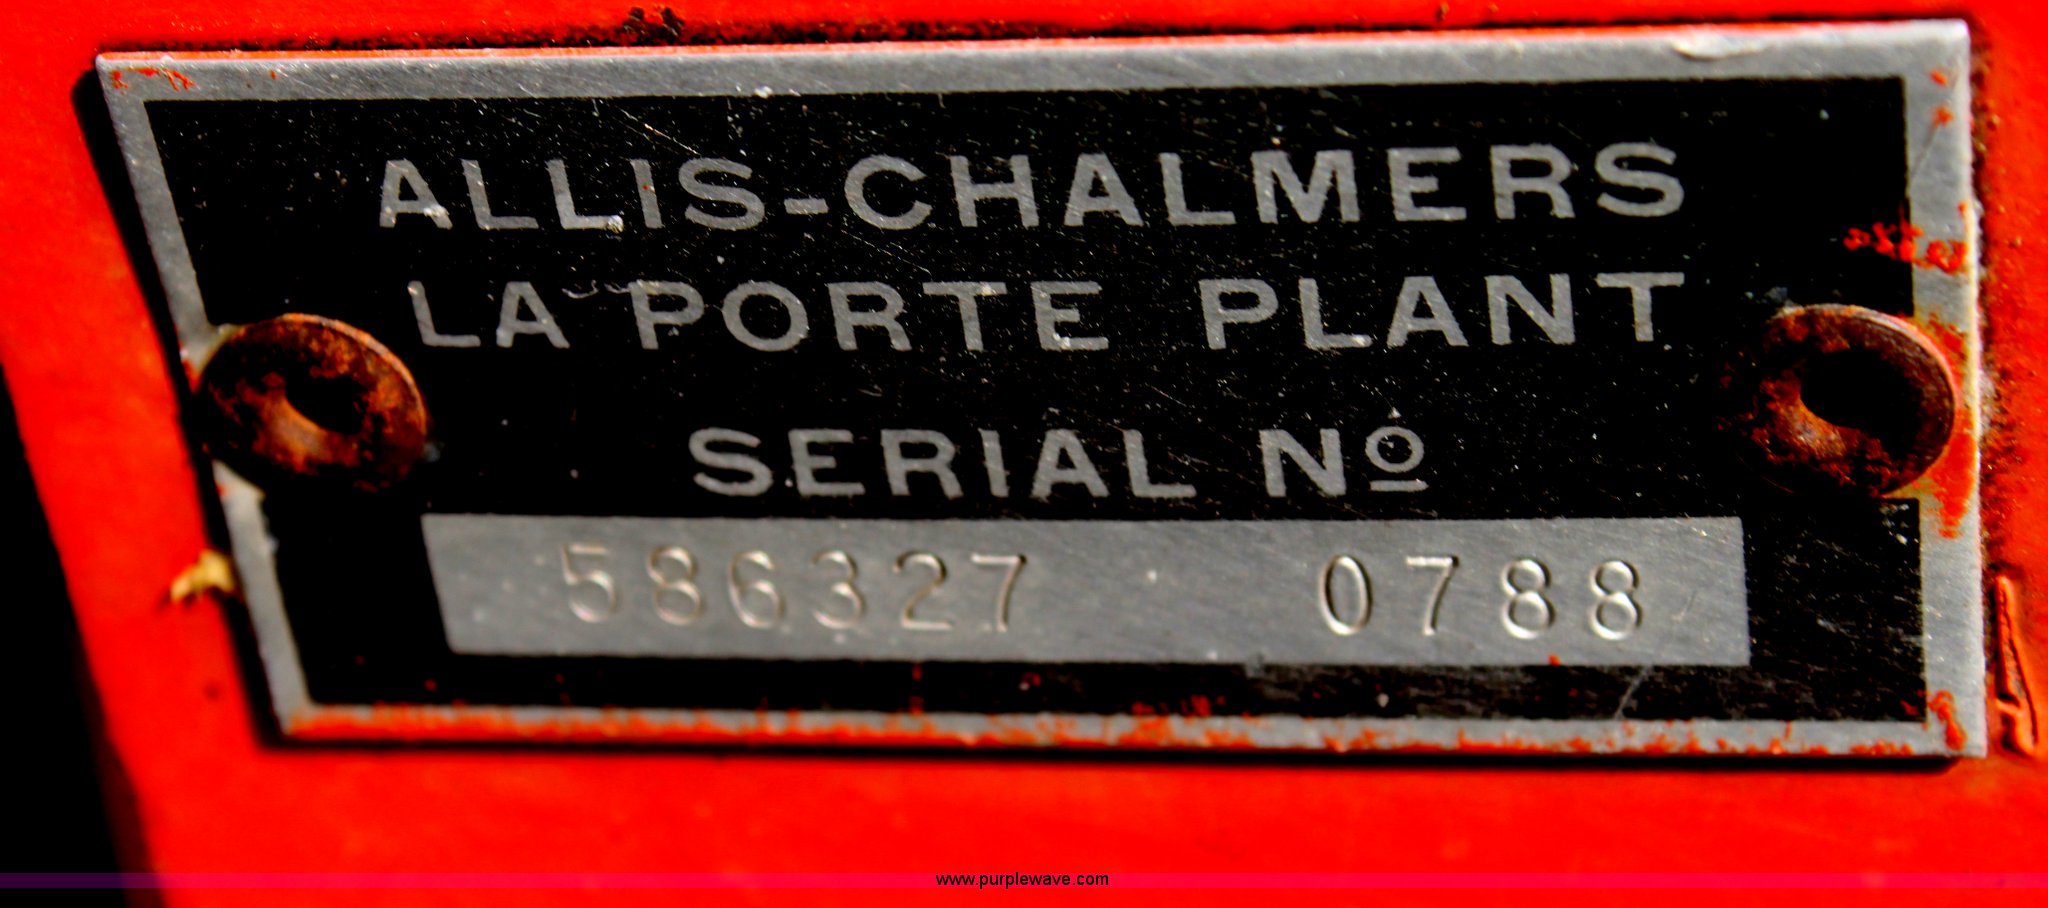 ALLIS-CHALMERS
LA PORTE PLANT
SERIAL Nº
586327 0788
www.purplewave.com